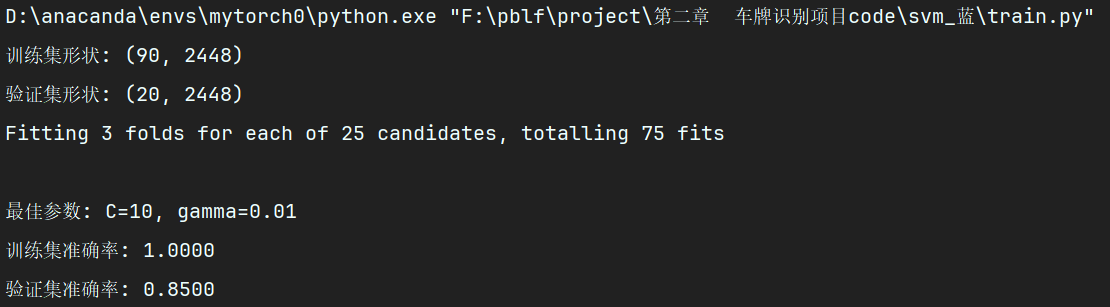 D:\anacanda\envs\mytorch0\python.exe "F:\pblf\project\第二章  车牌识别项目code\svm_蓝\train.py"
训练集形状: (90, 2448)
验证集形状: (20, 2448)
Fitting 3 folds for each of 25 candidates, totalling 75 fits
最佳参数: C=10, gamma=0.01
训练集准确率: 1.0000
验证集准确率: 0.8500